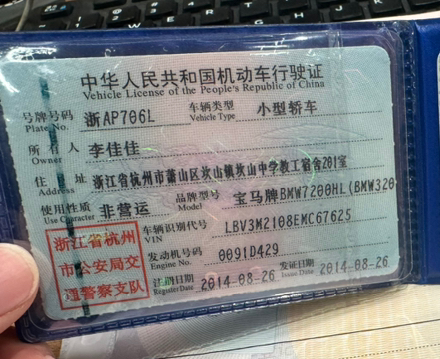 中华人民共和国机动车行驶证
Vehicle License of the People's Republic of China
号牌号码 浙AP706L 车辆类型 小型轿车
Plate No. Vehicle Type
所有人 李佳佳
Owner
住址 浙江省杭州市萧山区坎山镇坎山中学教工宿舍281室
Address
使用性质 非营运 品牌型号 宝马牌BMW7200HL(BMW320
Use Character Model
浙江省杭州 车辆识别代号 LBV3M2108EMC67625
VIN
市公安局交 发动机号码 0091D429
Engine No.
通警察支队 注册日期 2014-08-26 发证日期 2014-08-26
Register Date Issue Date